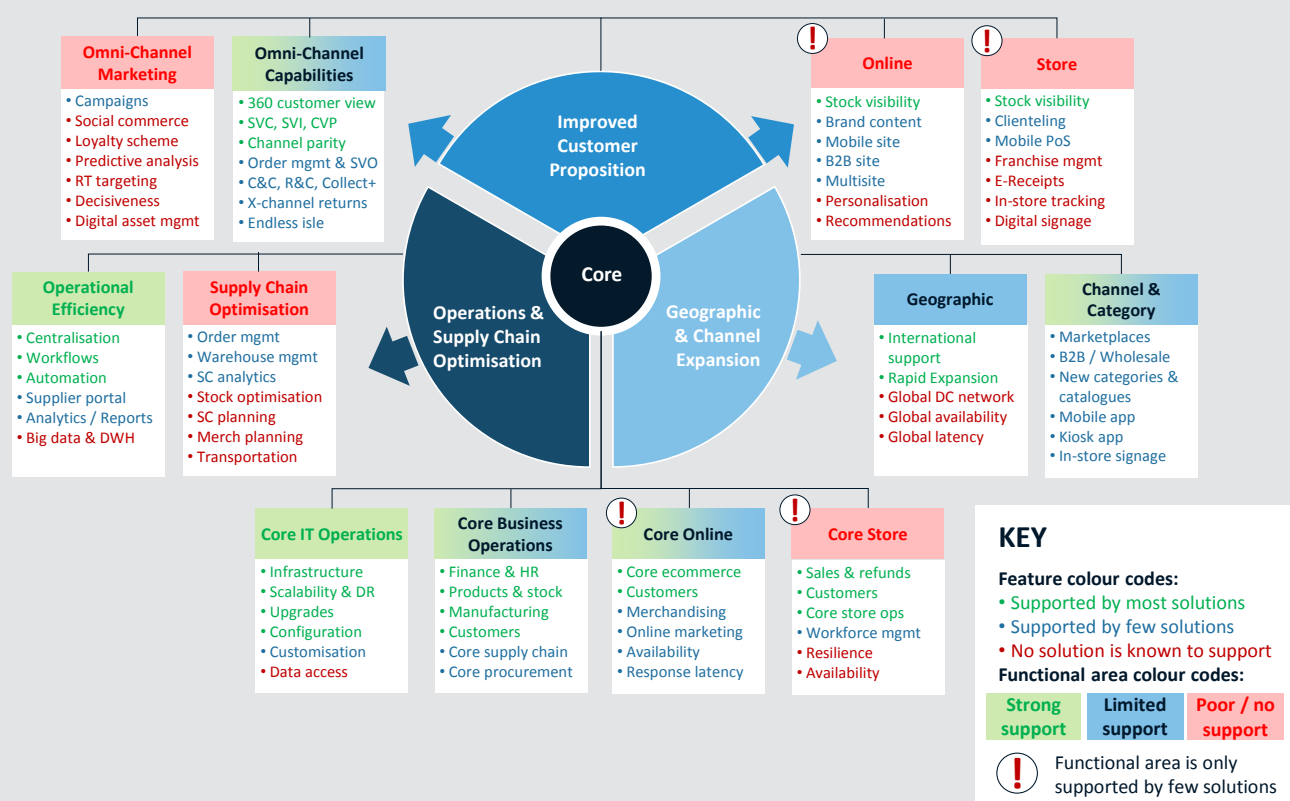 Omni-Channel
Marketing
• Campaigns
• Social commerce
• Loyalty scheme
• Predictive analysis
• RT targeting
• Decisiveness
• Digital asset mgmt
Omni-Channel
Capabilities
• 360 customer view
• SVC, SVI, CVP
• Channel parity
• Order mgmt & SVO
• C&C, R&C, Collect+
• X-channel returns
• Endless isle
Improved
Customer
Proposition
!
Online
• Stock visibility
• Brand content
• Mobile site
• B2B site
• Multisite
• Personalisation
• Recommendations
!
Store
• Stock visibility
• Clienteling
• Mobile PoS
• Franchise mgmt
• E-Receipts
• In-store tracking
• Digital signage
Operational
Efficiency
• Centralisation
• Workflows
• Automation
• Supplier portal
• Analytics / Reports
• Big data & DWH
Supply Chain
Optimisation
• Order mgmt
• Warehouse mgmt
• SC analytics
• Stock optimisation
• SC planning
• Merch planning
• Transportation
Operations &
Supply Chain
Optimisation
Core
Geographic
& Channel
Expansion
Geographic
• International
support
• Rapid Expansion
• Global DC network
• Global availability
• Global latency
Channel &
Category
• Marketplaces
• B2B / Wholesale
• New categories &
catalogues
• Mobile app
• Kiosk app
• In-store signage
Core IT Operations
• Infrastructure
• Scalability & DR
• Upgrades
• Configuration
• Customisation
• Data access
Core Business
Operations
• Finance & HR
• Products & stock
• Manufacturing
• Customers
• Core supply chain
• Core procurement
!
Core Online
• Core ecommerce
• Customers
• Merchandising
• Online marketing
• Availability
• Response latency
!
Core Store
• Sales & refunds
• Customers
• Core store ops
• Workforce mgmt
• Resilience
• Availability
KEY
Feature colour codes:
• Supported by most solutions
• Supported by few solutions
• No solution is known to support
Functional area colour codes:
Strong
support
Limited
support
Poor / no
support
!
Functional area is only
supported by few solutions